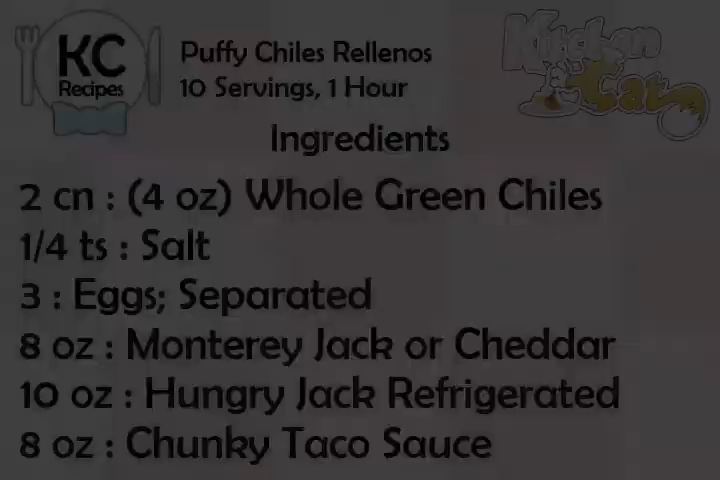 KC
Recipes
Puffy Chiles Rellenos
10 Servings, 1 Hour
Kitchen
Cat
Ingredients
2 cn : (4 oz) Whole Green Chiles
1/4 ts : Salt
3 : Eggs; Separated
8 oz : Monterey Jack or Cheddar
10 oz : Hungry Jack Refrigerated
8 oz : Chunky Taco Sauce